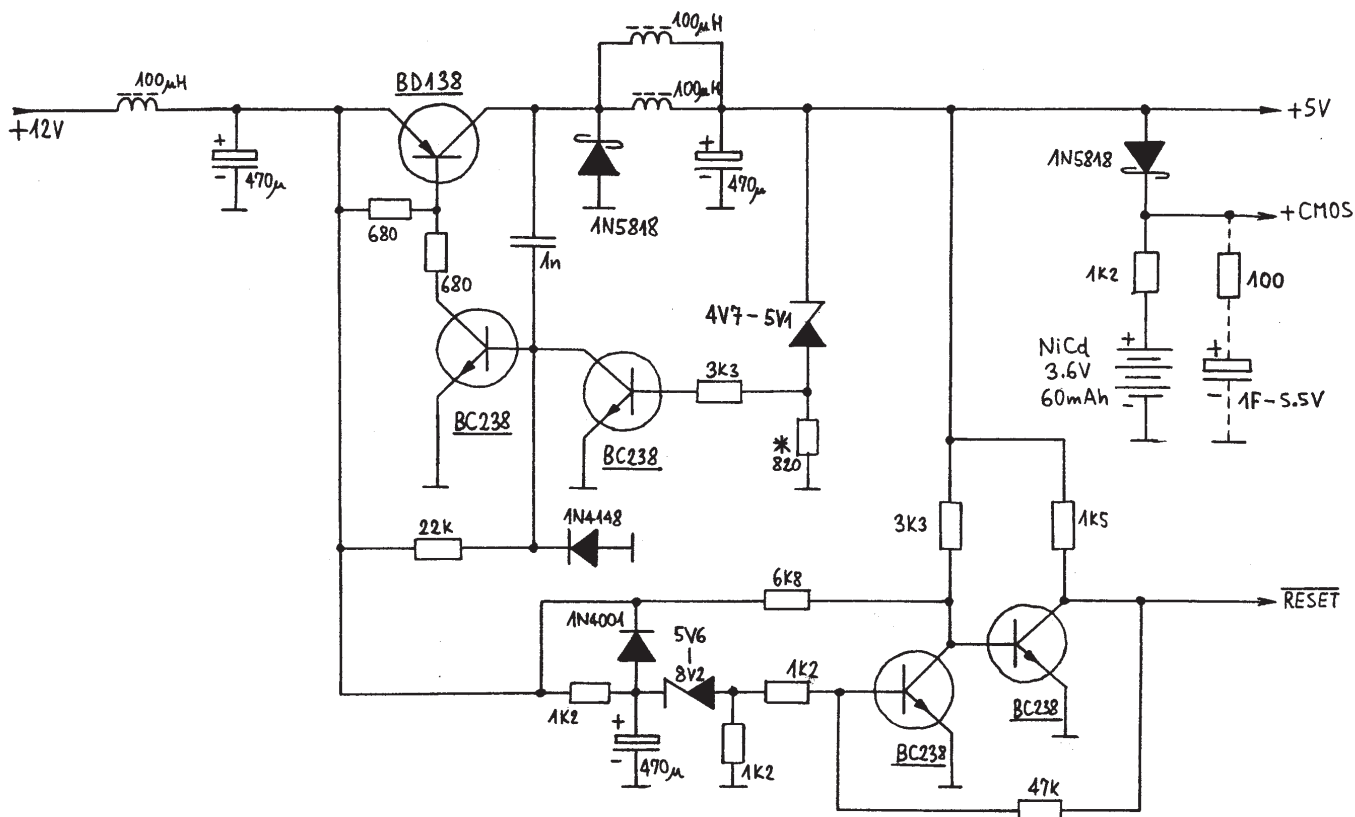 100μH
100μH
BD138
100μH
+12V
+5V
+
-
470μ
+
-
470μ
1N5818
1N5818
680
+CMOS
680
1n
1K2
100
4V7-5V1
NiCd
3.6V
60mAh
+
-
+
-
1F-5.5V
3K3
BC238
BC238
*
820
22K
1N4148
3K3
1K5
6K8
1N4001
5V6
8V2
1K2
RESET
1K2
+
-
470μ
1K2
BC238
BC238
47K